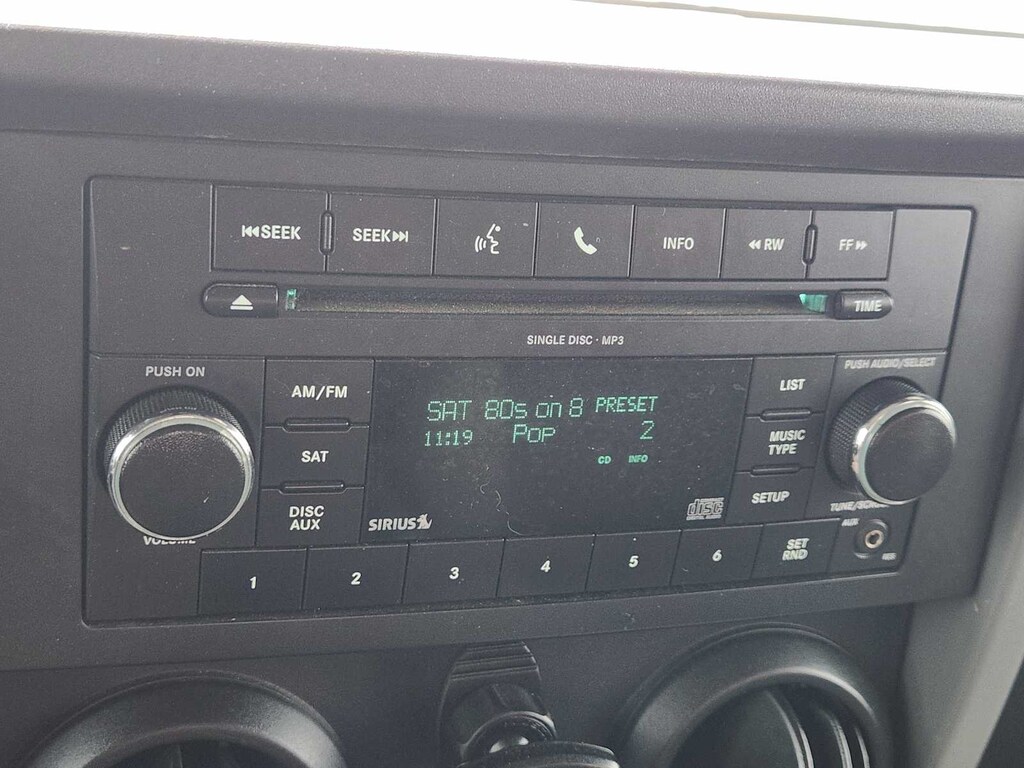 SEEK
SEEK
INFO
RW
FF
TIME
SINGLE DISC · MP3
PUSH ON
PUSH AUDIO/SELECT
AM/FM
LIST
SAT 80s on 8 PRESET
11:19 Pop 2
SAT
MUSIC
TYPE
CD INFO
DISC
AUX
SETUP
SIRIUS
disc
VOLUME
TUNE/SCROLL
AUX
1
2
3
4
5
6
SET
RND